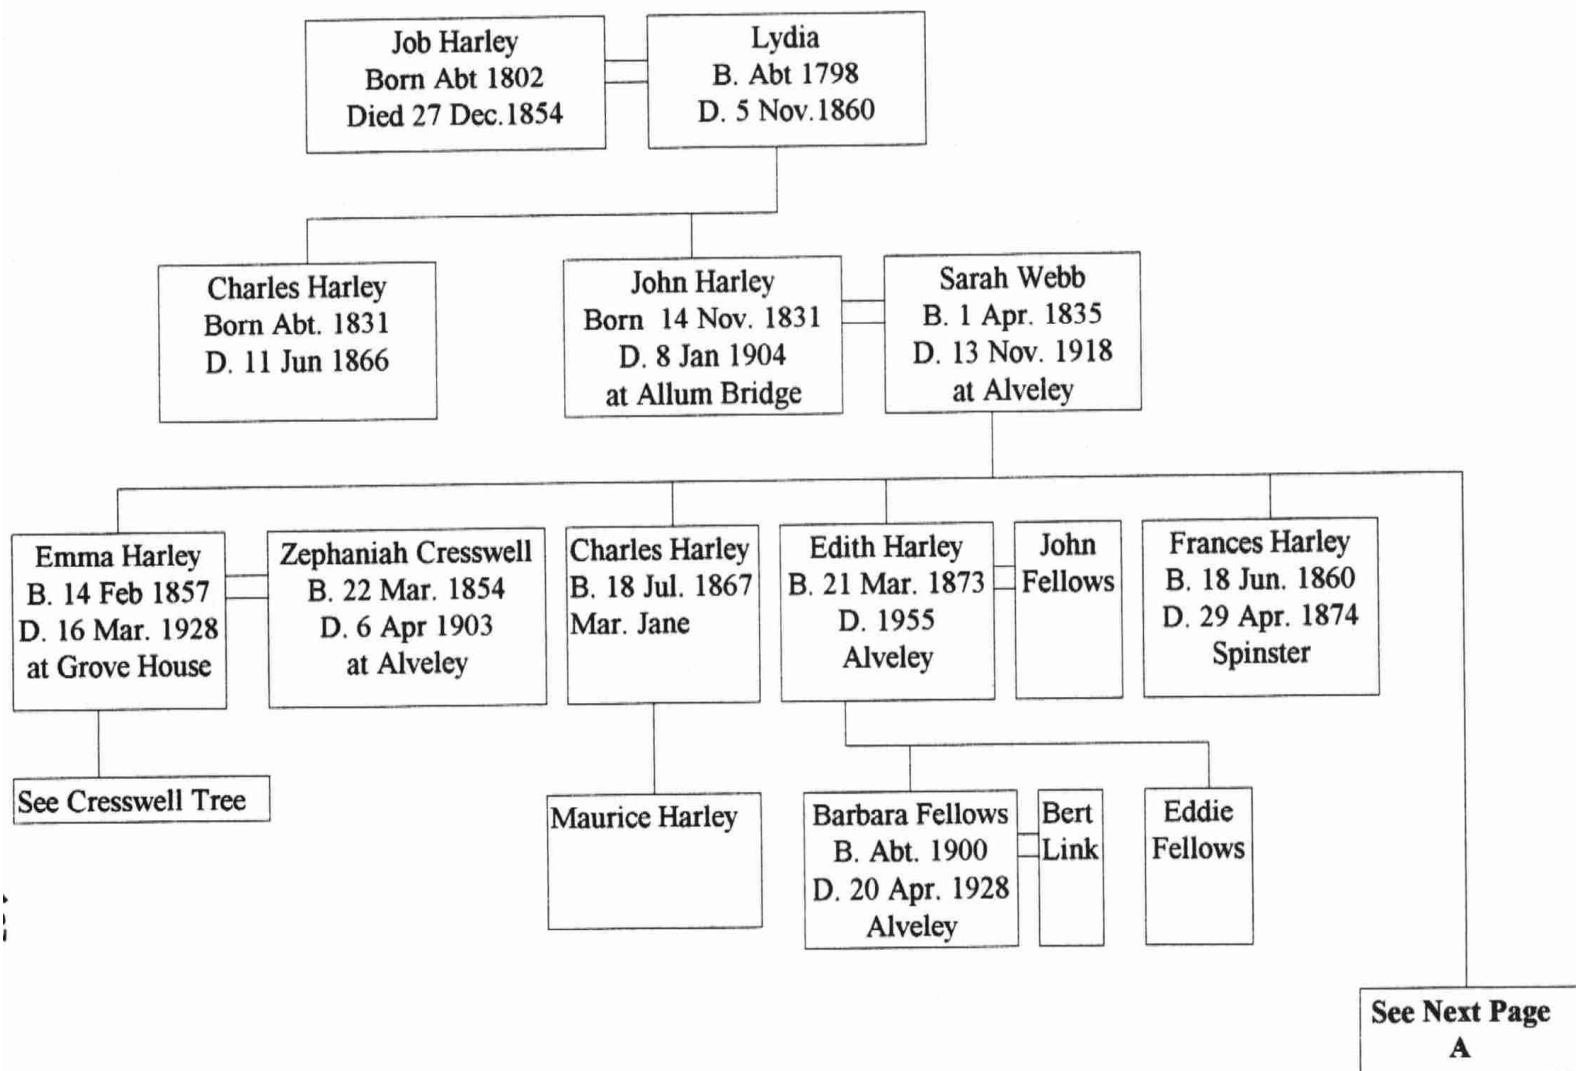 Job Harley
Born Abt 1802
Died 27 Dec.1854
Lydia
B. Abt 1798
D. 5 Nov.1860
Charles Harley
Born Abt. 1831
D. 11 Jun 1866
John Harley
Born 14 Nov. 1831
D. 8 Jan 1904
at Allum Bridge
Sarah Webb
B. 1 Apr. 1835
D. 13 Nov. 1918
at Alveley
Emma Harley
B. 14 Feb 1857
D. 16 Mar. 1928
at Grove House
Zephaniah Cresswell
B. 22 Mar. 1854
D. 6 Apr 1903
at Alveley
Charles Harley
B. 18 Jul. 1867
Mar. Jane
Edith Harley
B. 21 Mar. 1873
D. 1955
Alveley
John
Fellows
Frances Harley
B. 18 Jun. 1860
D. 29 Apr. 1874
Spinster
See Cresswell Tree
Maurice Harley
Barbara Fellows
B. Abt. 1900
D. 20 Apr. 1928
Alveley
Bert
Link
Eddie
Fellows
See Next Page
A